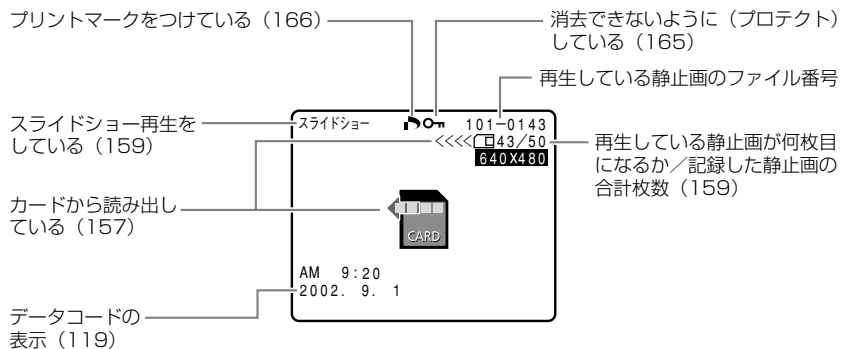 プリントマークをつけている（166）
消去できないように（プロテクト）
している（165）
再生している静止画のファイル番号
スライドショー再生を
している（159）
スライドショー
101-0143
<<<<43/50
640X480
再生している静止画が何枚目
になるか／記録した静止画の
合計枚数（159）
カードから読み出し
ている（157）
CARD
AM 9:20
2002. 9. 1
データコードの
表示（119）